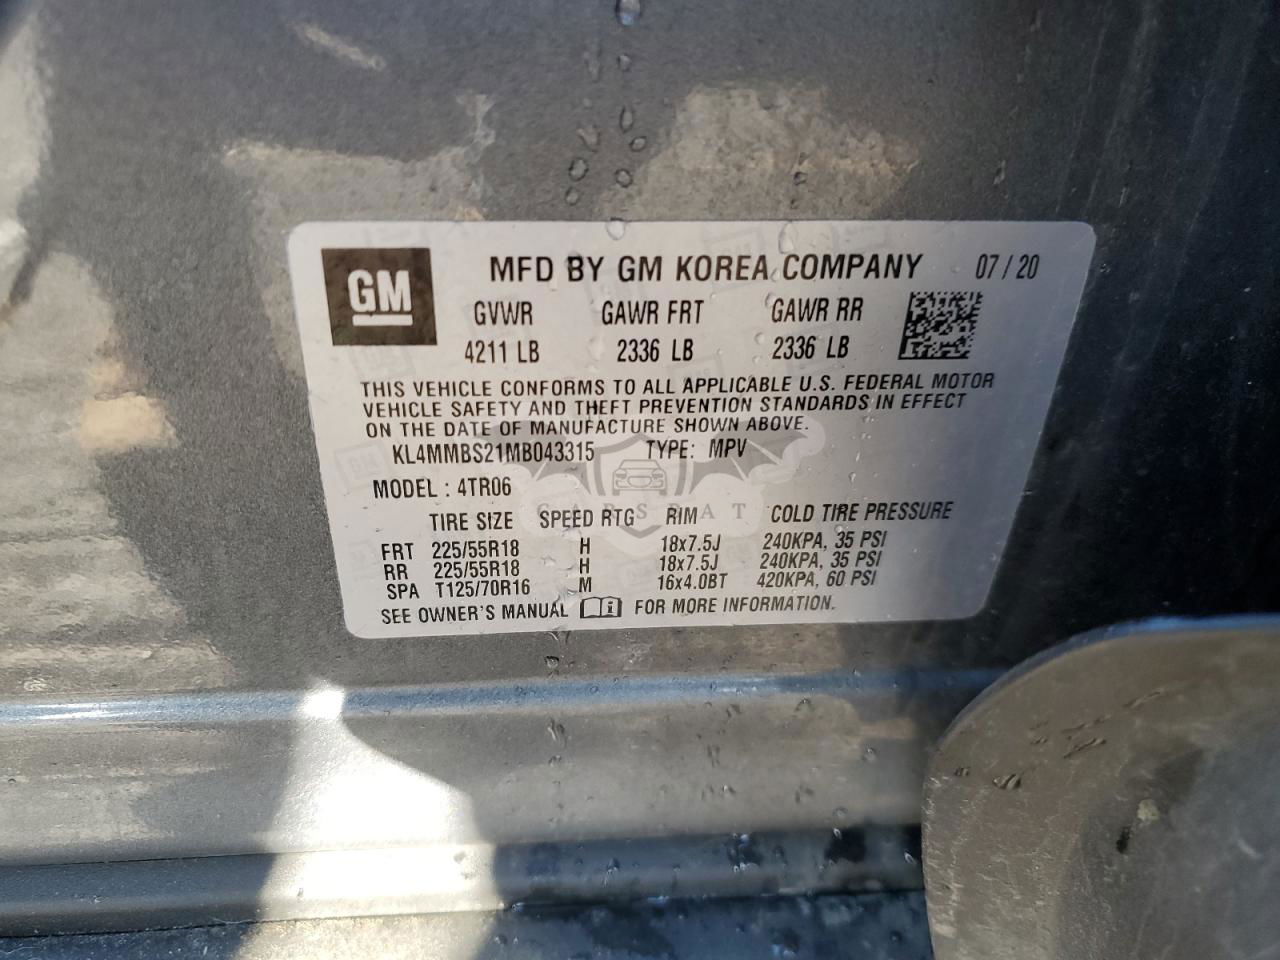 GM MFD BY GM KOREA COMPANY 07/20
GVWR GAWR FRT GAWR RR
4211 LB 2336 LB 2336 LB
THIS VEHICLE CONFORMS TO ALL APPLICABLE U.S. FEDERAL MOTOR
VEHICLE SAFETY AND THEFT PREVENTION STANDARDS IN EFFECT
ON THE DATE OF MANUFACTURE SHOWN ABOVE.
KL4MMBS21MB043315 TYPE: MPV
MODEL : 4TR06
CARSBAT
TIRE SIZE SPEED RTG RIM COLD TIRE PRESSURE
FRT 225/55R18 H 18x7.5J 240KPA, 35 PSI
RR 225/55R18 H 18x7.5J 240KPA, 35 PSI
SPA T125/70R16 M 16x4.0BT 420KPA, 60 PSI
SEE OWNER'S MANUAL i FOR MORE INFORMATION.